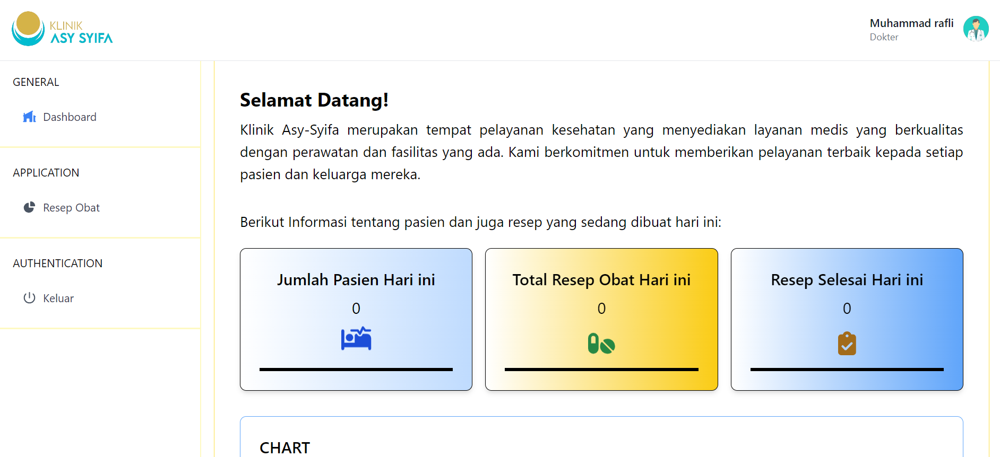 KLINIK
ASY SYIFA
Muhammad rafli
Dokter
GENERAL
Dashboard
APPLICATION
Resep Obat
AUTHENTICATION
Keluar
Selamat Datang!
Klinik Asy-Syifa merupakan tempat pelayanan kesehatan yang menyediakan layanan medis yang berkualitas
dengan perawatan dan fasilitas yang ada. Kami berkomitmen untuk memberikan pelayanan terbaik kepada setiap
pasien dan keluarga mereka.
Berikut Informasi tentang pasien dan juga resep yang sedang dibuat hari ini:
Jumlah Pasien Hari ini
0
Total Resep Obat Hari ini
0
Resep Selesai Hari ini
0
CHART